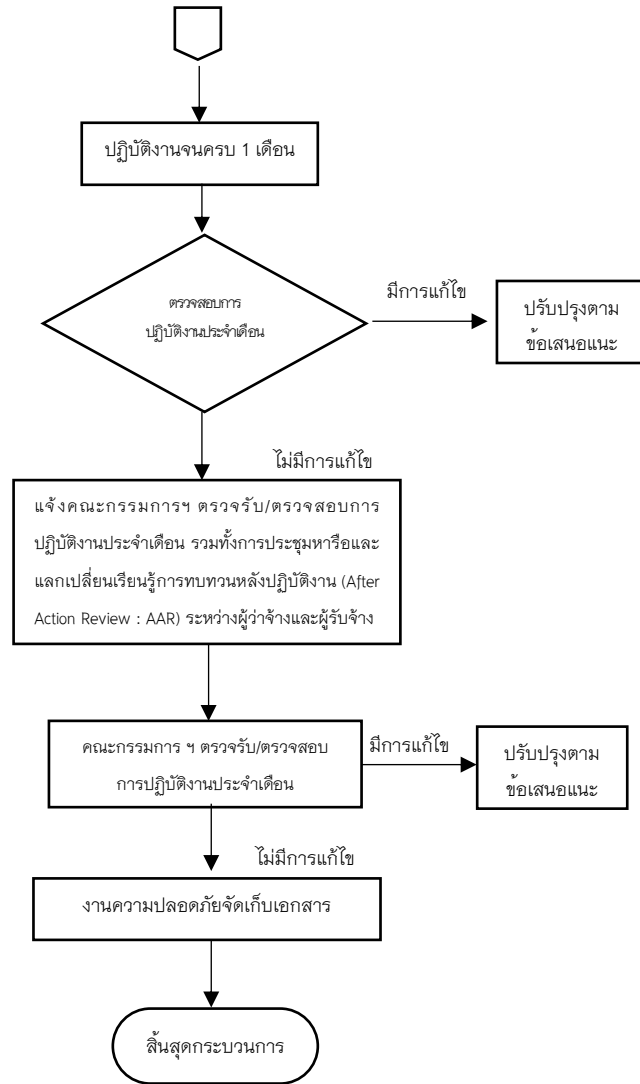 ปฏิบัติงานจนครบ 1 เดือน
ตรวจสอบการ
ปฏิบัติงานประจำเดือน
มีการแก้ไข
ปรับปรุงตาม
ข้อเสนอแนะ
ไม่มีการแก้ไข
แจ้งคณะกรรมการฯ ตรวจรับ/ตรวจสอบการ
ปฏิบัติงานประจำเดือน รวมทั้งการประชุมหารือและ
แลกเปลี่ยนเรียนรู้การทบทวนหลังปฏิบัติงาน (After
Action Review : AAR) ระหว่างผู้ว่าจ้างและผู้รับจ้าง
คณะกรรมการ ฯ ตรวจรับ/ตรวจสอบ
การปฏิบัติงานประจำเดือน
มีการแก้ไข
ปรับปรุงตาม
ข้อเสนอแนะ
ไม่มีการแก้ไข
งานความปลอดภัยจัดเก็บเอกสาร
สิ้นสุดกระบวนการ